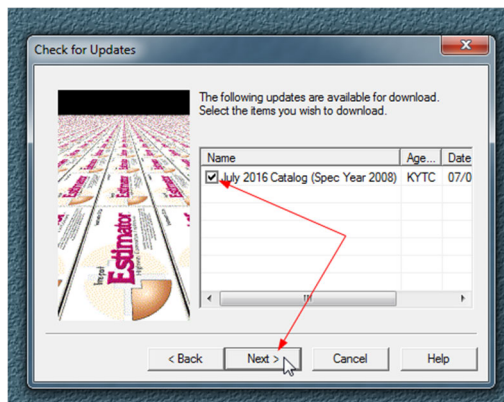 Check for Updates
The following updates are available for download.
Select the items you wish to download.
Name Age... Date
July 2016 Catalog (Spec Year 2008) KYTC 07/0
Estimator
< Back Next > Cancel Help